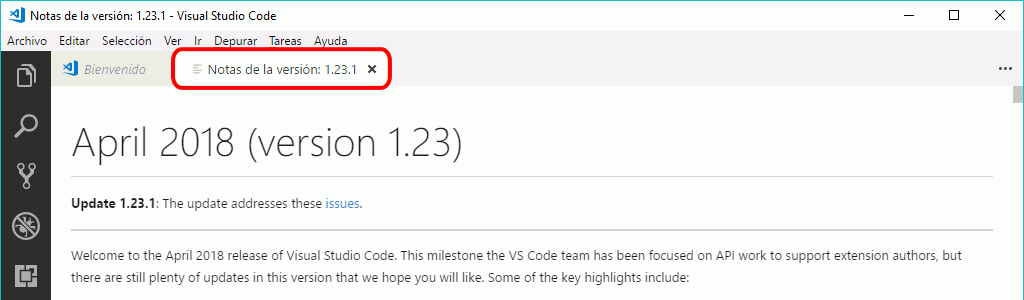 Notas de la versión: 1.23.1 - Visual Studio Code
Archivo Editar Selección Ver Ir Depurar Tareas Ayuda
Bienvenido Notas de la versión: 1.23.1
April 2018 (version 1.23)
Update 1.23.1: The update addresses these issues.
Welcome to the April 2018 release of Visual Studio Code. This milestone the VS Code team has been focused on API work to support extension authors, but
there are still plenty of updates in this version that we hope you will like. Some of the key highlights include: